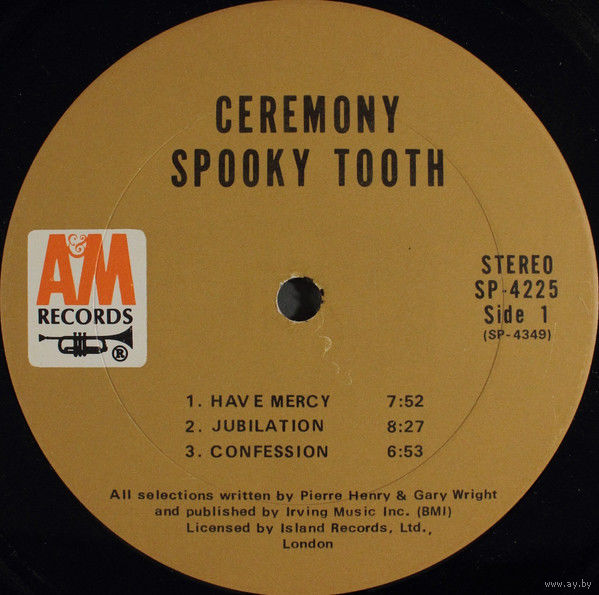 CEREMONY
SPOOKY TOOTH
A&M
RECORDS
®
STEREO
SP-4225
Side 1
(SP-4349)
1. HAVE MERCY 7:52
2. JUBILATION 8:27
3. CONFESSION 6:53
All selections written by Pierre Henry & Gary Wright
and published by Irving Music Inc. (BMI)
Licensed by Island Records, Ltd.,
London
www.ay.by